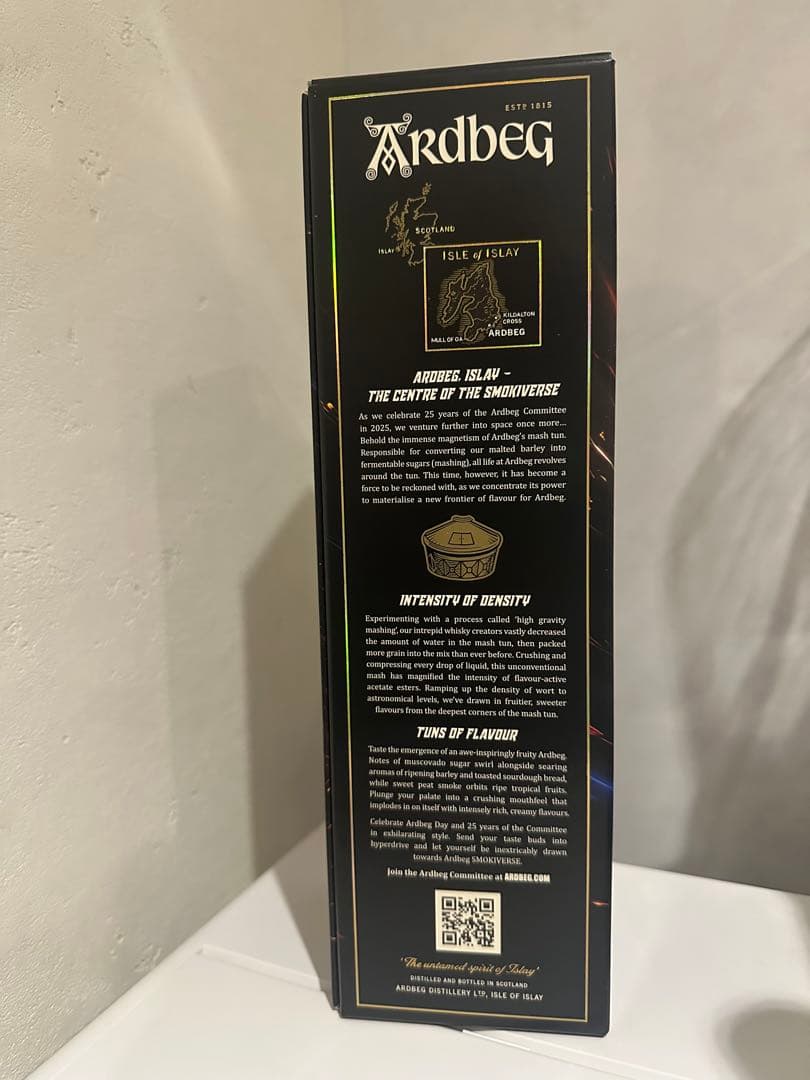 ESTD 1815
ARdbEG
SCOTLAND
ISLAY
ISLE of ISLAY
KILDALTON
CROSS
ARDBEG
MULL OF OA
ARDBEG, ISLAY –
THE CENTRE OF THE SMOKIVERSE
As we celebrate 25 years of the Ardbeg Committee
in 2025, we venture further into space once more...
Behold the immense magnetism of Ardbeg's mash tun.
Responsible for converting our malted barley into
fermentable sugars (mashing), all life at Ardbeg revolves
around the tun. This time, however, it has become a
force to be reckoned with, as we concentrate its power
to materialise a new frontier of flavour for Ardbeg.
INTENSITY OF DENSITY
Experimenting with a process called 'high gravity
mashing', our intrepid whisky creators vastly decreased
the amount of water in the mash tun, then packed
more grain into the mix than ever before. Crushing and
compressing every drop of liquid, this unconventional
mash has magnified the intensity of flavour-active
acetate esters. Ramping up the density of wort to
astronomical levels, we've drawn in fruitier, sweeter
flavours from the deepest corners of the mash tun.
TUNS OF FLAVOUR
Taste the emergence of an awe-inspiringly fruity Ardbeg.
Notes of muscovado sugar swirl alongside searing
aromas of ripening barley and toasted sourdough bread,
while sweet peat smoke orbits ripe tropical fruits.
Plunge your palate into a crushing mouthfeel that
implodes in on itself with intensely rich, creamy flavours.
Celebrate Ardbeg Day and 25 years of the Committee
in exhilarating style. Send your taste buds into
hyperdrive and let yourself be inextricably drawn
towards Ardbeg SMOKIVERSE.
Join the Ardbeg Committee at ARDBEG.COM
'The untamed spirit of Islay'
DISTILLED AND BOTTLED IN SCOTLAND
ARDBEG DISTILLERY LTD, ISLE OF ISLAY